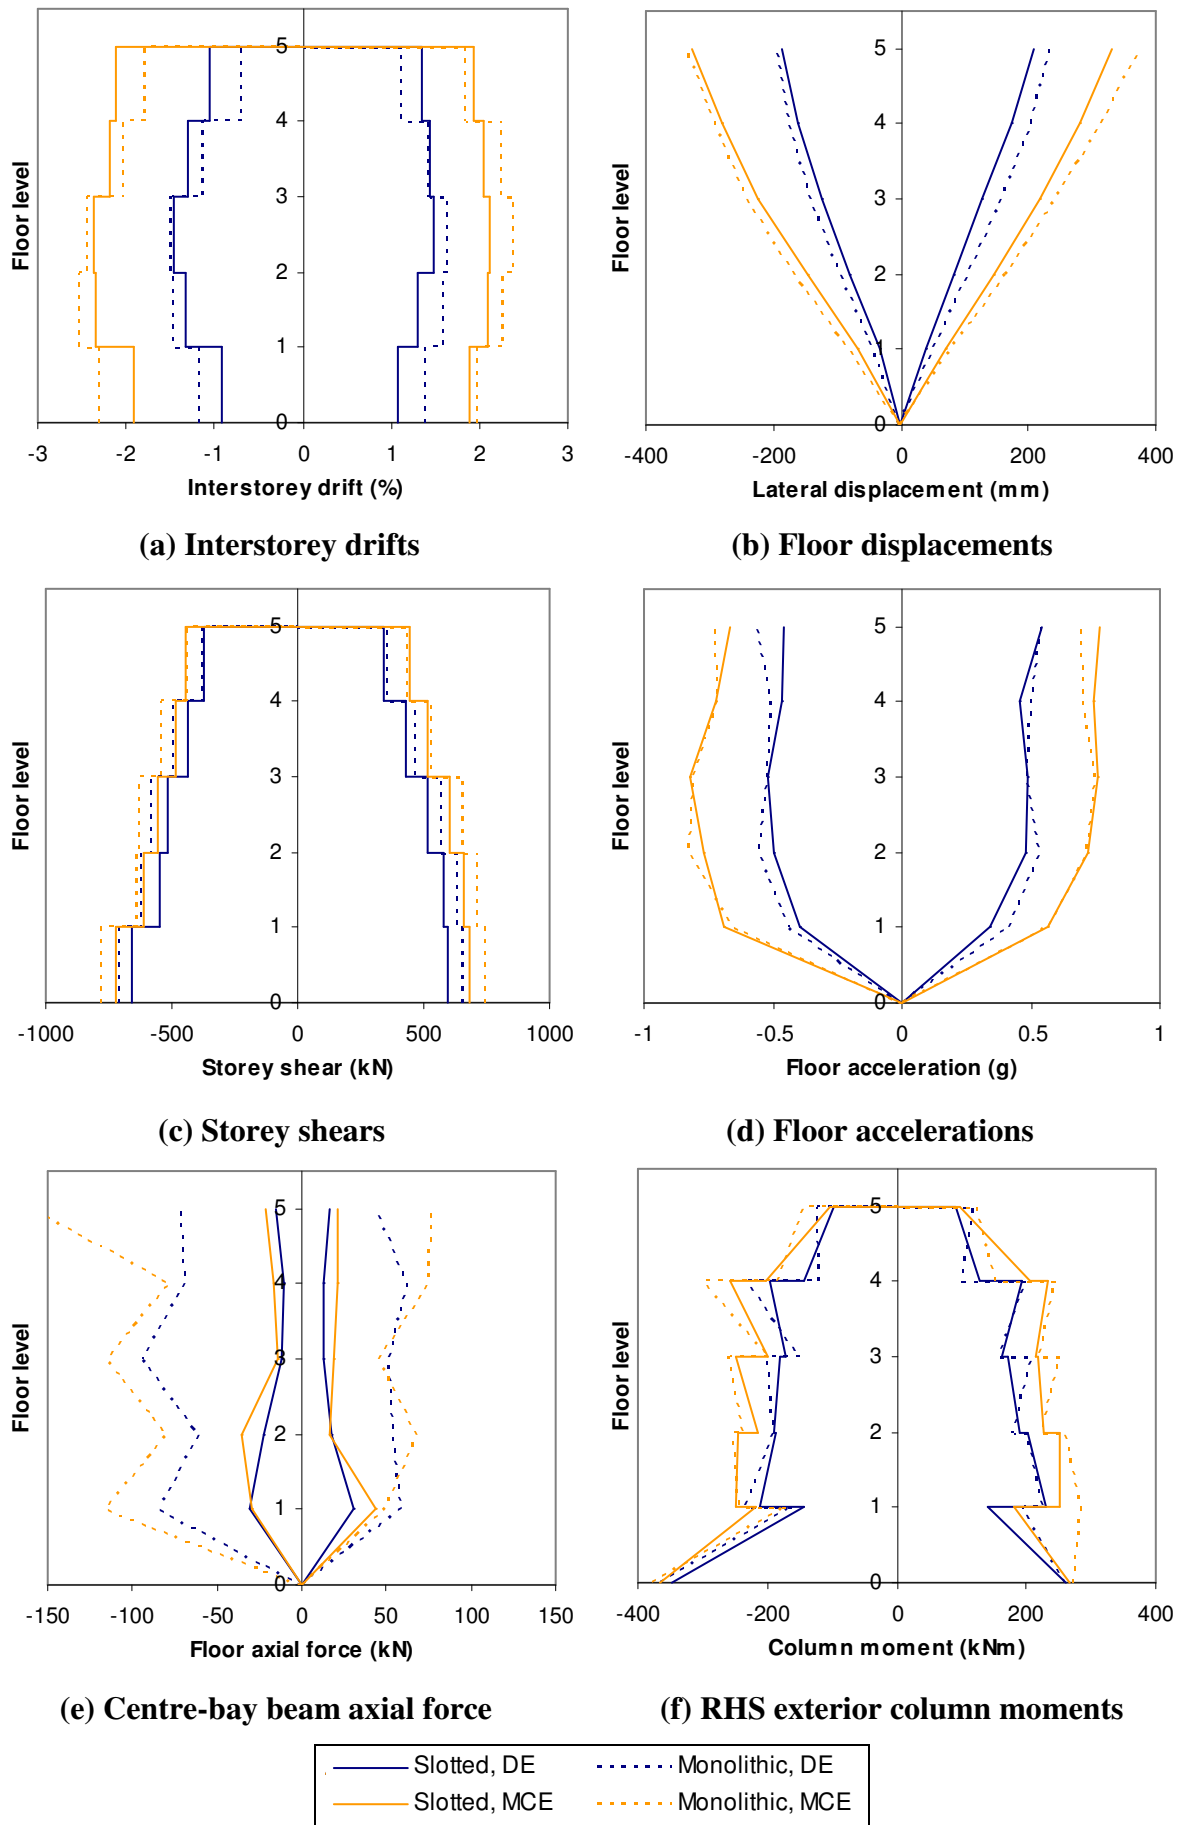 5
4
3
2
1
0
Floor level
-3 -2 -1 0 1 2 3
Interstorey drift (%)
(a) Interstorey drifts
5
4
3
2
1
0
Floor level
-400 -200 0 200 400
Lateral displacement (mm)
(b) Floor displacements
5
4
3
2
1
0
Floor level
-1000 -500 0 500 1000
Storey shear (kN)
(c) Storey shears
5
4
3
2
1
0
Floor level
-1 -0.5 0 0.5 1
Floor acceleration (g)
(d) Floor accelerations
5
4
3
2
1
0
Floor level
-150 -100 -50 0 50 100 150
Floor axial force (kN)
(e) Centre-bay beam axial force
5
4
3
2
1
0
Floor level
-400 -200 0 200 400
Column moment (kNm)
(f) RHS exterior column moments
Slotted, DE Monolithic, DE
Slotted, MCE Monolithic, MCE